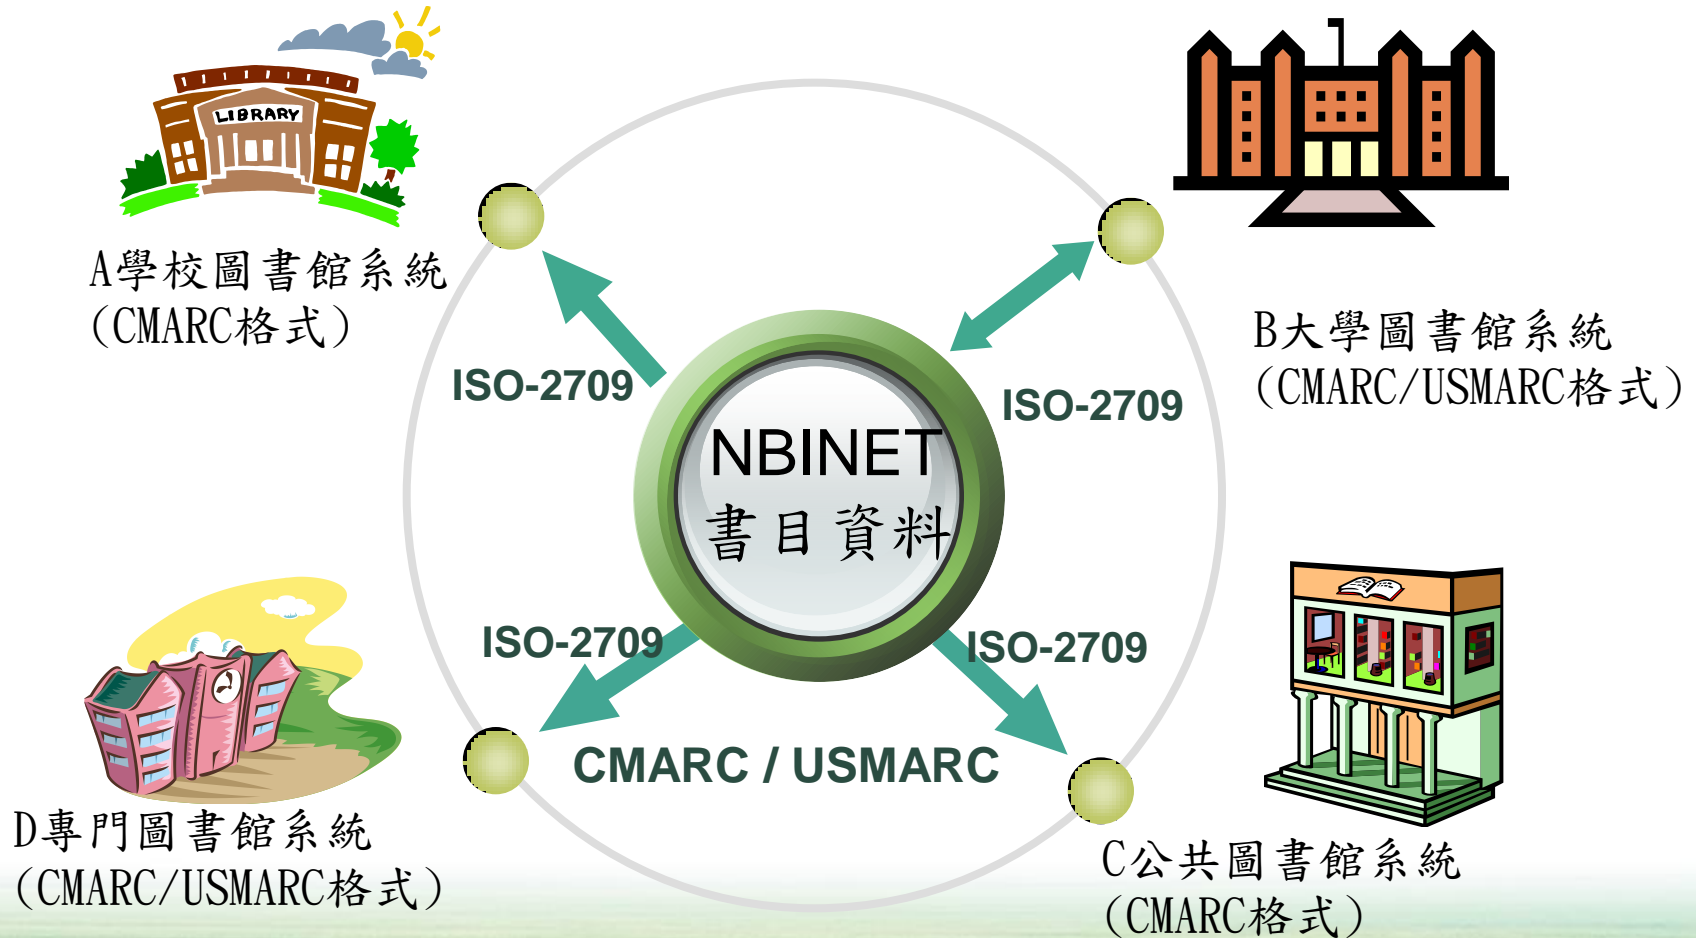 LIBRARY
A學校圖書館系統
(CMARC格式)
B大學圖書館系統
(CMARC/USMARC格式)
ISO-2709
ISO-2709
NBINET
書目資料
ISO-2709
ISO-2709
CMARC / USMARC
D專門圖書館系統
(CMARC/USMARC格式)
C公共圖書館系統
(CMARC格式)